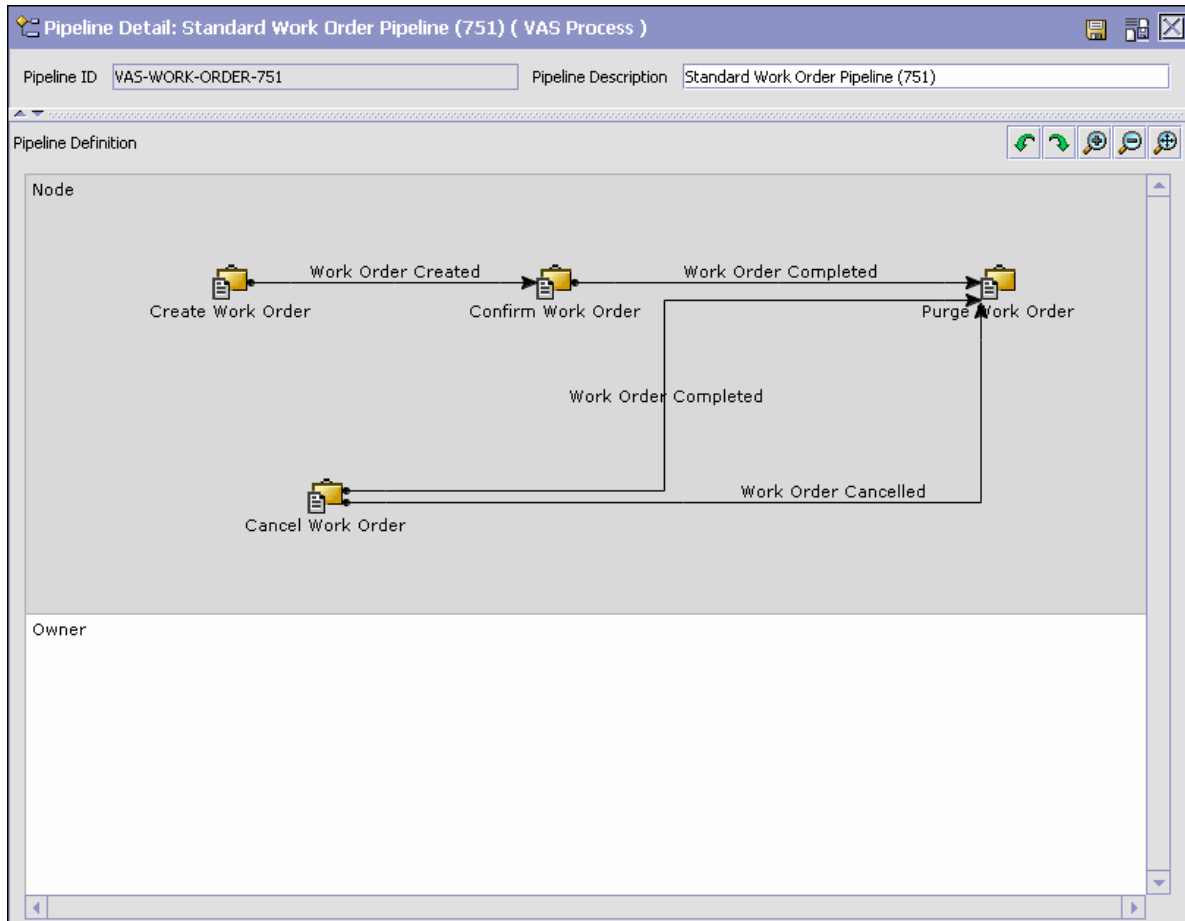 Pipeline Detail: Standard Work Order Pipeline (751) ( VAS Process )
Pipeline ID VAS-WORK-ORDER-751 Pipeline Description Standard Work Order Pipeline (751)
Pipeline Definition
Node
Work Order Created Work Order Completed
Create Work Order Confirm Work Order Purge Work Order
Work Order Completed
Work Order Cancelled
Cancel Work Order
Owner